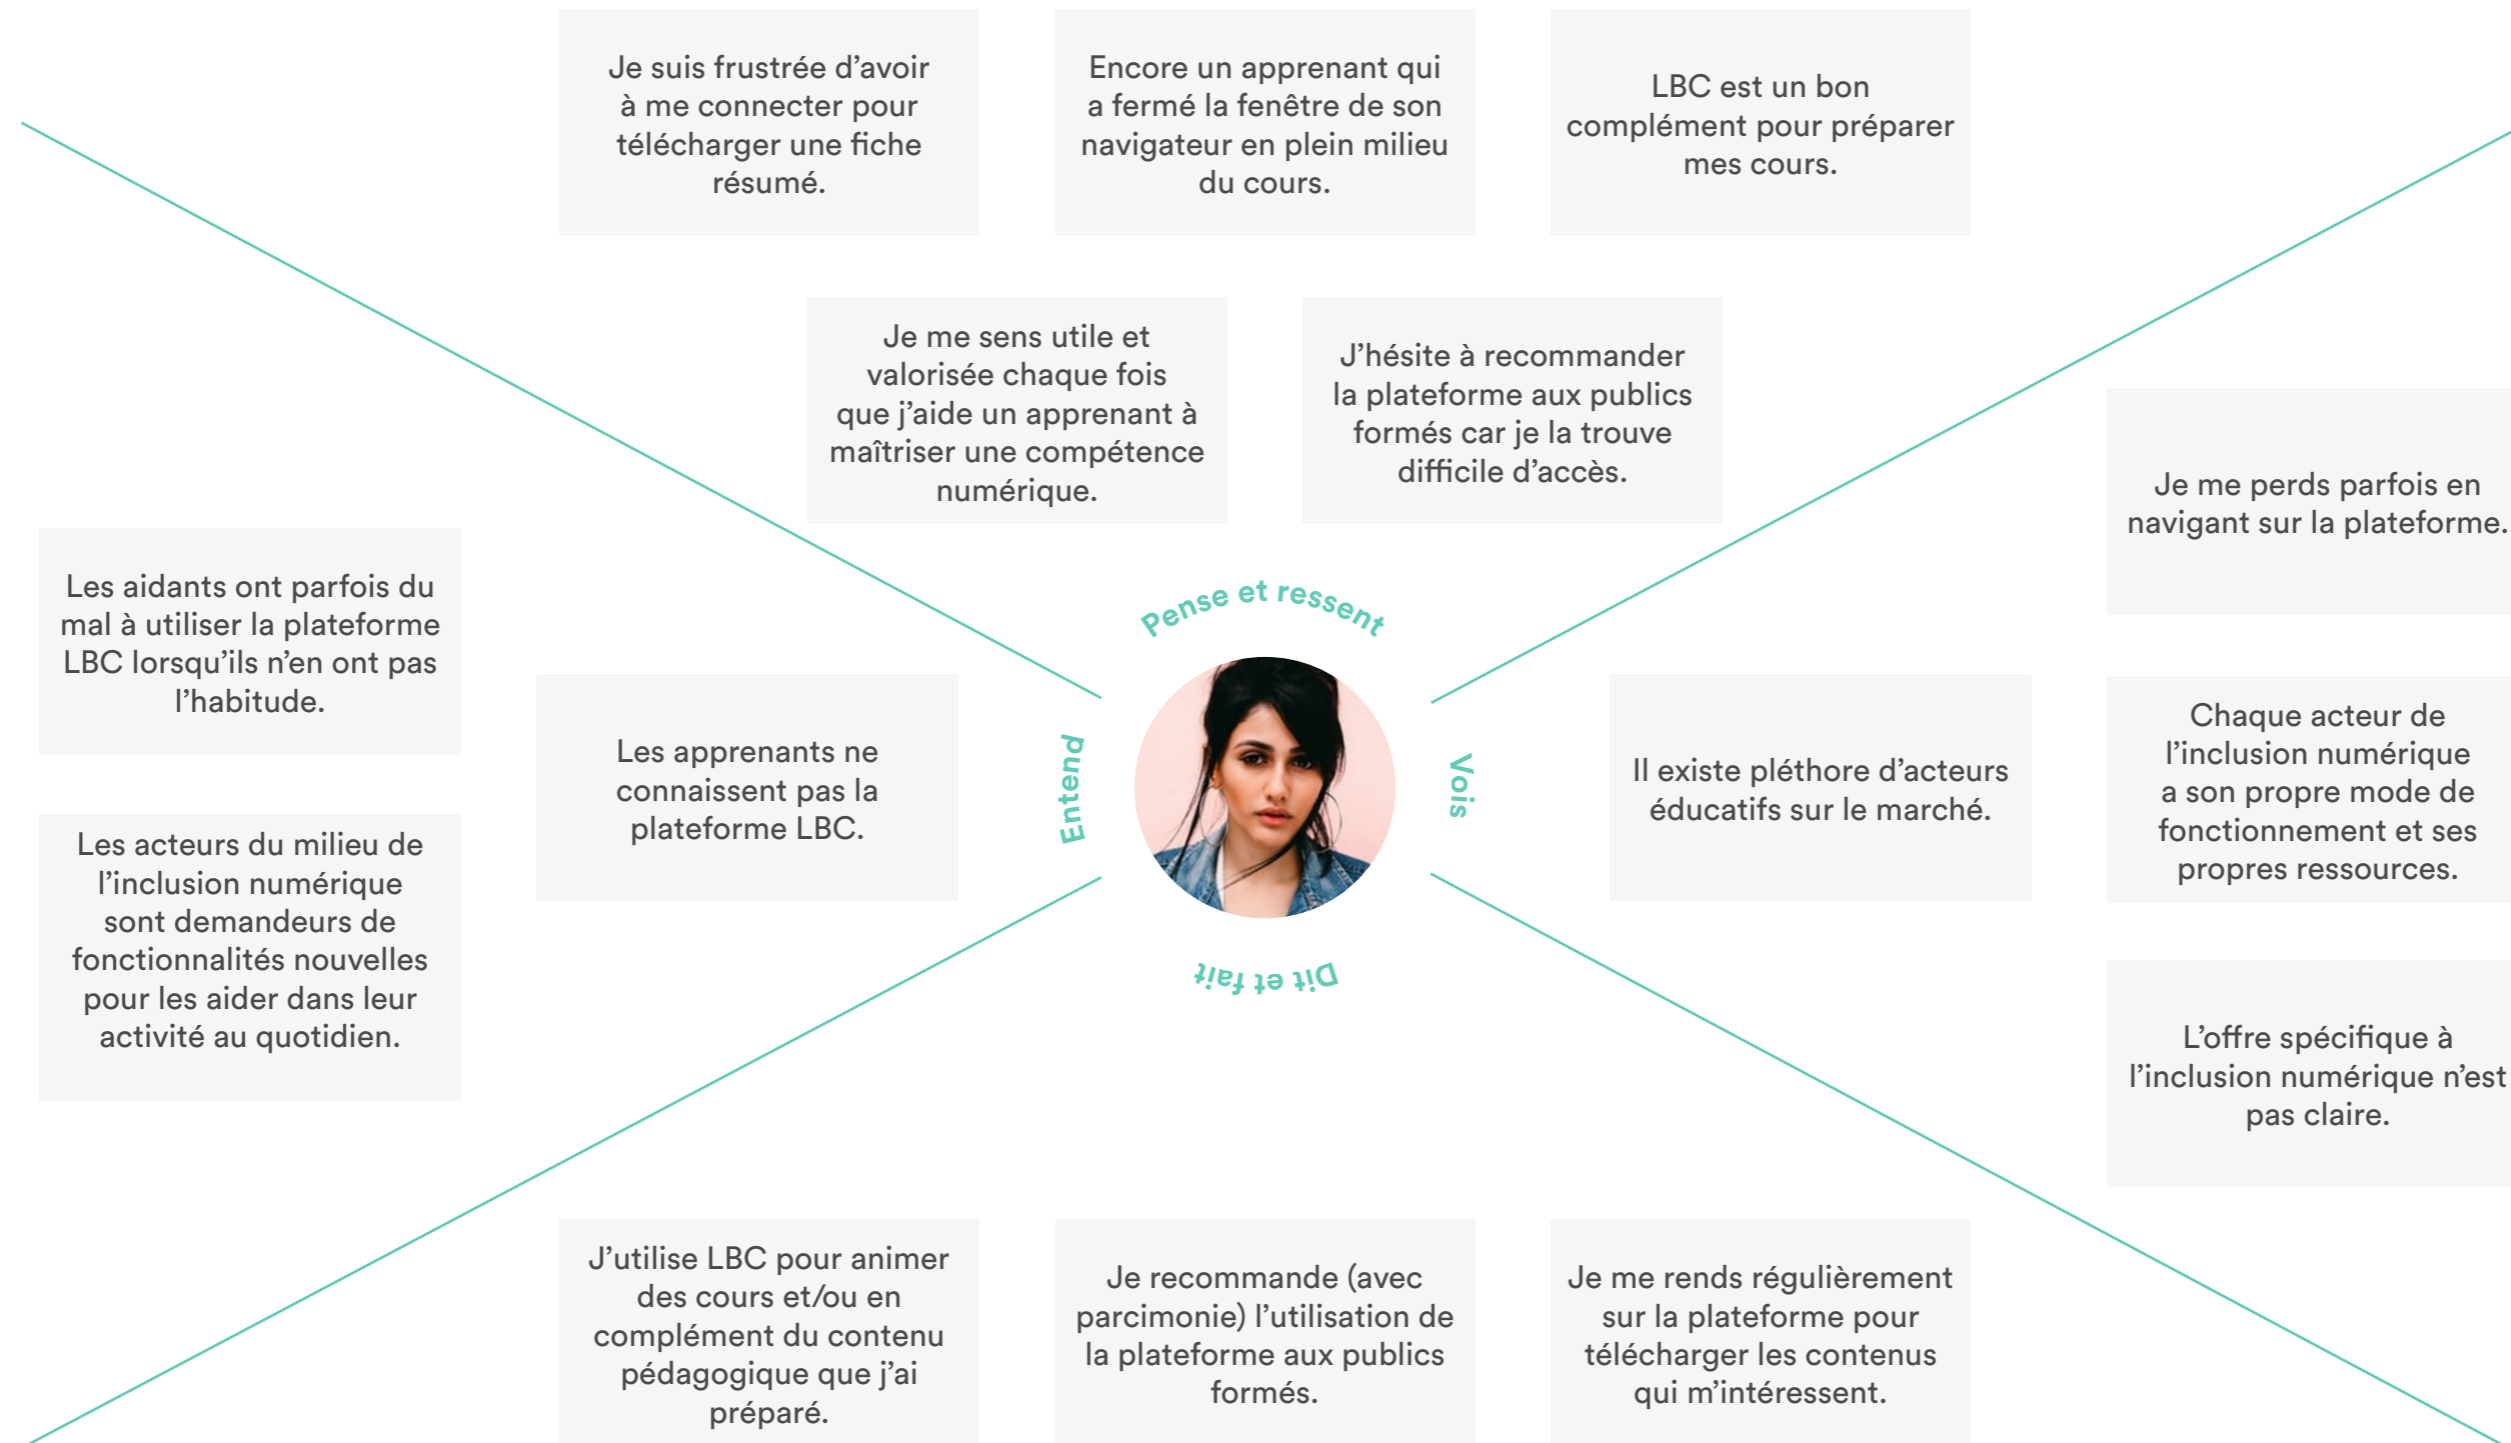 Je suis frustrée d’avoir
à me connecter pour
télécharger une fiche
résumé.
Encore un apprenant qui
a fermé la fenêtre de son
navigateur en plein milieu
du cours.
LBC est un bon
complément pour préparer
mes cours.
Je me sens utile et
valorisée chaque fois
que j’aide un apprenant à
maîtriser une compétence
numérique.
J’hésite à recommander
la plateforme aux publics
formés car je la trouve
difficile d’accès.
Pense et ressent
Les aidants ont parfois du
mal à utiliser la plateforme
LBC lorsqu’ils n’en ont pas
l’habitude.
Les acteurs du milieu de
l’inclusion numérique
sont demandeurs de
fonctionnalités nouvelles
pour les aider dans leur
activité au quotidien.
Les apprenants ne
connaissent pas la
plateforme LBC.
Entend
Vois
Il existe pléthore d’acteurs
éducatifs sur le marché.
Je me perds parfois en
navigant sur la plateforme.
Chaque acteur de
l’inclusion numérique
a son propre mode de
fonctionnement et ses
propres ressources.
L’offre spécifique à
l’inclusion numérique n’est
pas claire.
Dit et fait
J’utilise LBC pour animer
des cours et/ou en
complément du contenu
pédagogique que j’ai
préparé.
Je recommande (avec
parcimonie) l’utilisation de
la plateforme aux publics
formés.
Je me rends régulièrement
sur la plateforme pour
télécharger les contenus
qui m’intéressent.